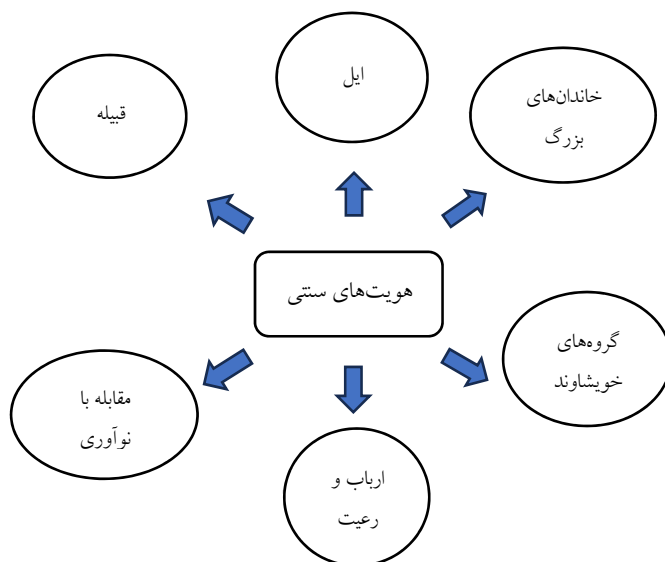 ایل
خاندان‌های
بزرگ
قبیله
هویت‌های سنتی
گروه‌های
خویشاوند
مقابله با
نوآوری
ارباب و
رعیت